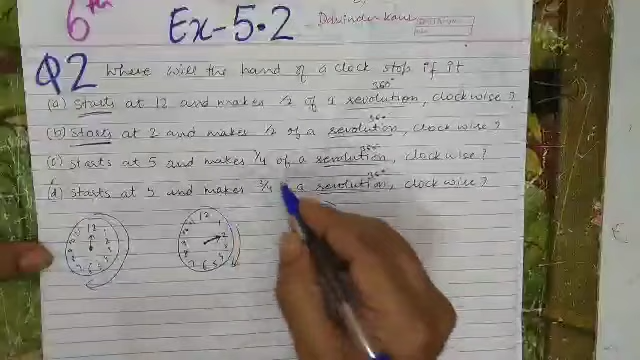 6th Ex-5.2 Davinder Kaur
Q2 Where will the hand of a clock stop if it
360°
(a) Starts at 12 and makes 1/2 of a revolution, clockwise?
360°
(b) Starts at 2 and makes 1/2 of a revolution, clockwise?
360°
(c) Starts at 5 and makes 1/4 of a revolution, clockwise?
360°
(d) Starts at 5 and makes 3/4 of a revolution, clockwise?